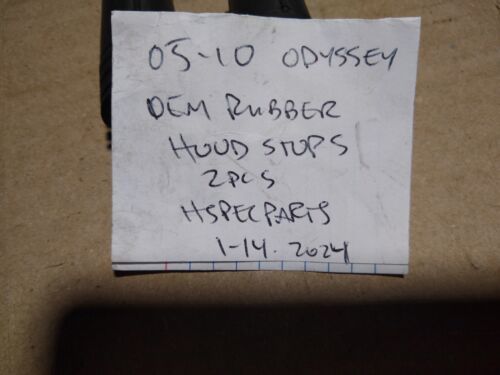 05-10 ODYSSEY
OEM RUBBER
HOOD STOPS
2PCS
HSPECPARTS
1-14-2024